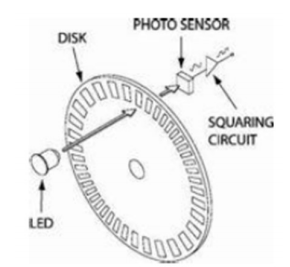 PHOTO SENSOR
DISK
SQUARING
CIRCUIT
LED